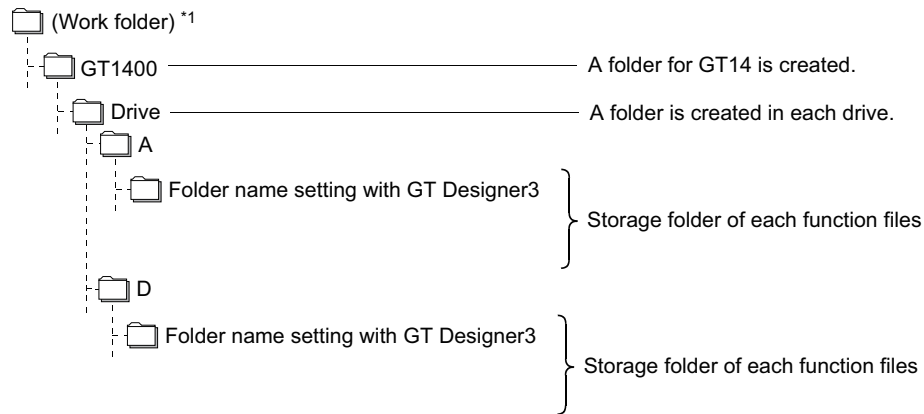 (Work folder) *1
GT1400
A folder for GT14 is created.
Drive
A folder is created in each drive.
A
Folder name setting with GT Designer3
Storage folder of each function files
D
Folder name setting with GT Designer3
Storage folder of each function files